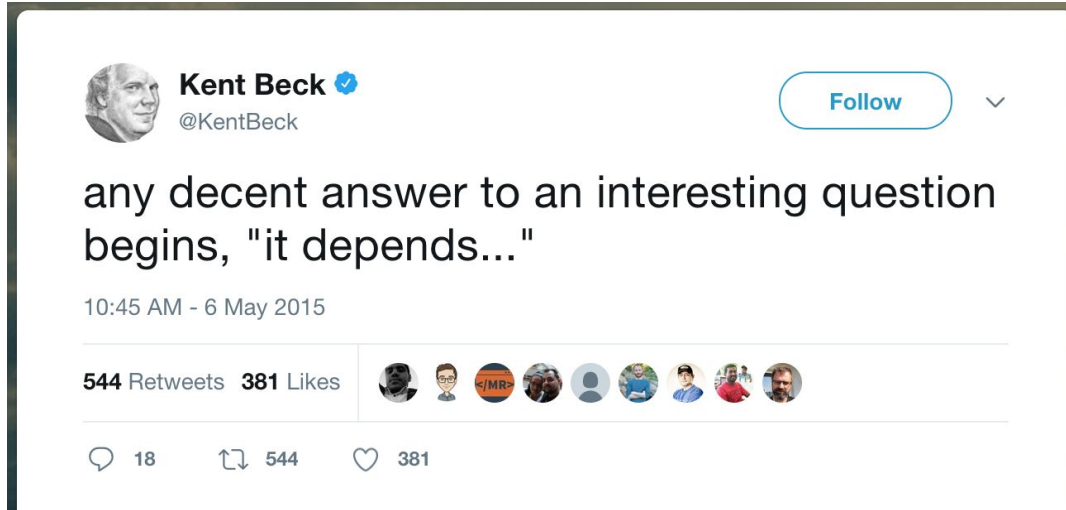 Kent Beck
@KentBeck
Follow
any decent answer to an interesting question
begins, "it depends..."
10:45 AM - 6 May 2015
544 Retweets 381 Likes
</MR>
18 544 381